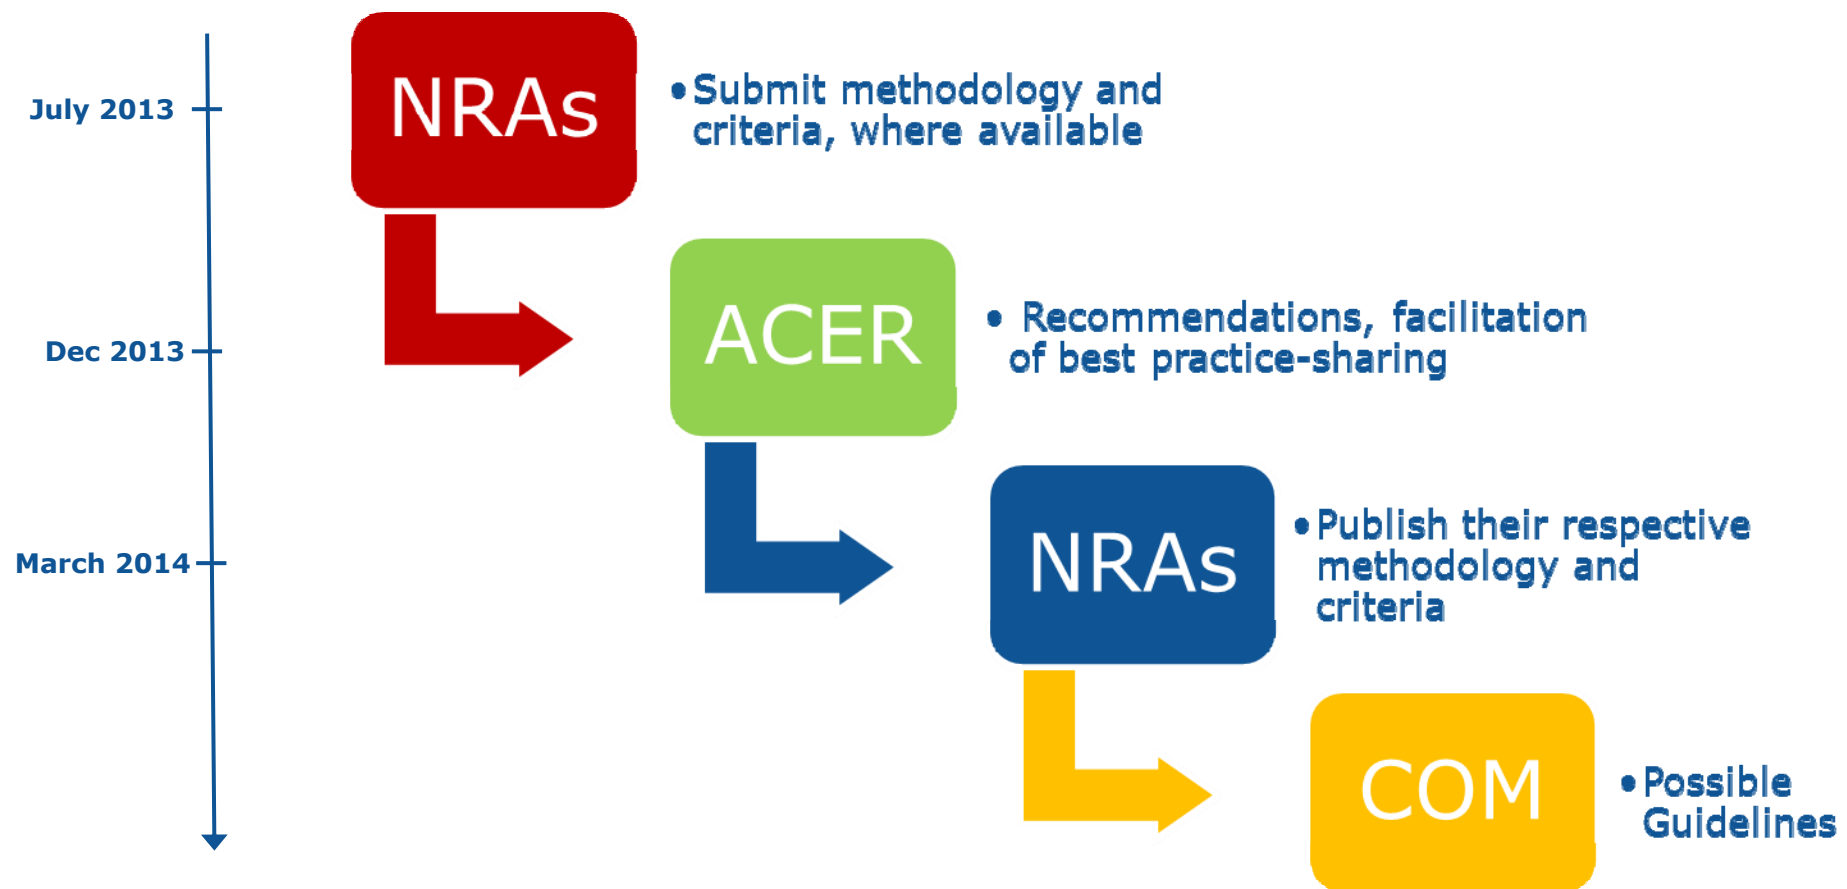 July 2013
NRAs
• Submit methodology and
criteria, where available
Dec 2013
ACER
• Recommendations, facilitation
of best practice-sharing
March 2014
NRAs
• Publish their respective
methodology and
criteria
COM
• Possible
Guidelines